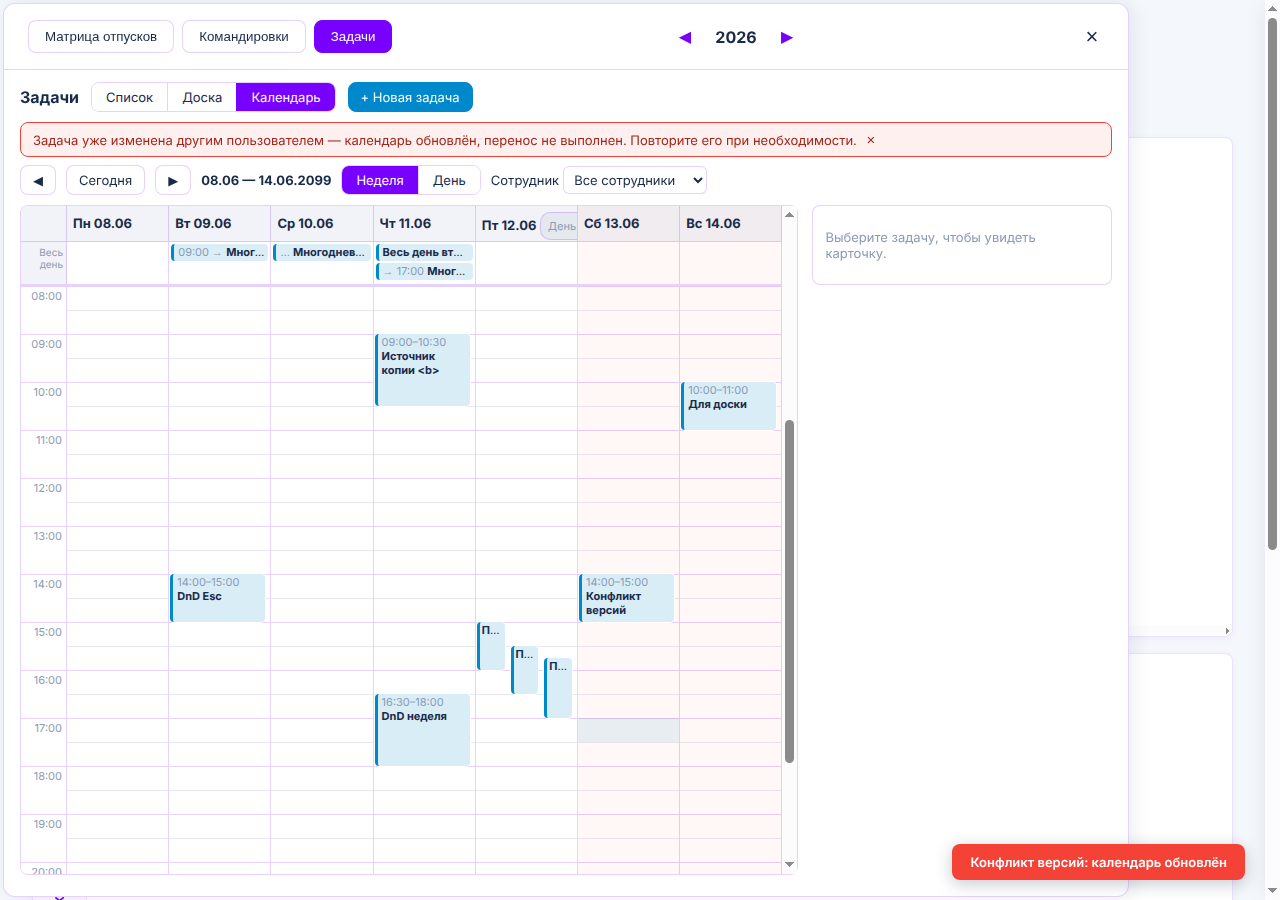 Матрица отпусков Командировки Задачи ◀ 2026 ▶ ×
Задачи Список Доска Календарь + Новая задача
Задача уже изменена другим пользователем — календарь обновлён, перенос не выполнен. Повторите его при необходимости. ×
◀ Сегодня ▶ 08.06 — 14.06.2099 Неделя День Сотрудник Все сотрудники
Пн 08.06 Вт 09.06 Ср 10.06 Чт 11.06 Пт 12.06 День Сб 13.06 Вс 14.06
Весь
день
09:00 → Мног...
... Многоднев...
Весь день вт...
→ 17:00 Мног...
Выберите задачу, чтобы увидеть
карточку.
08:00
09:00
09:00–10:30
Источник
копии <b>
10:00
10:00–11:00
Для доски
11:00
12:00
13:00
14:00
14:00–15:00
DnD Esc
14:00–15:00
Конфликт
версий
15:00
П...
П...
П...
16:00
16:30–18:00
DnD неделя
17:00
18:00
19:00
20:00
Конфликт версий: календарь обновлён